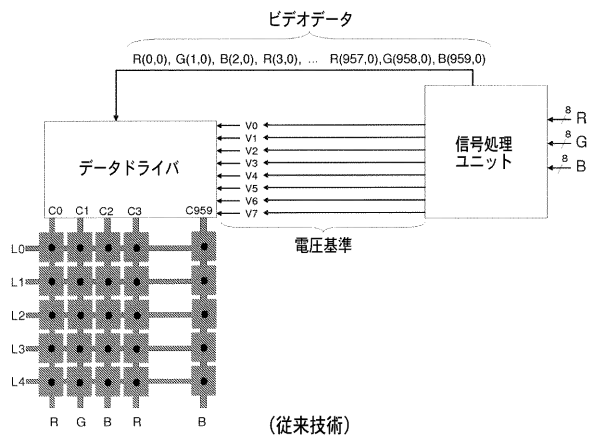 ビデオデータ
R(0,0), G(1,0), B(2,0), R(3,0), ... R(957,0),G(958,0),B(959,0)
データドライバ
V0
V1
V2
V3
V4
V5
V6
V7
信号処理
ユニット
8
R
8
G
8
B
電圧基準
C0 C1 C2 C3 C959
L0
L1
L2
L3
L4
R G B R B
(従来技術)